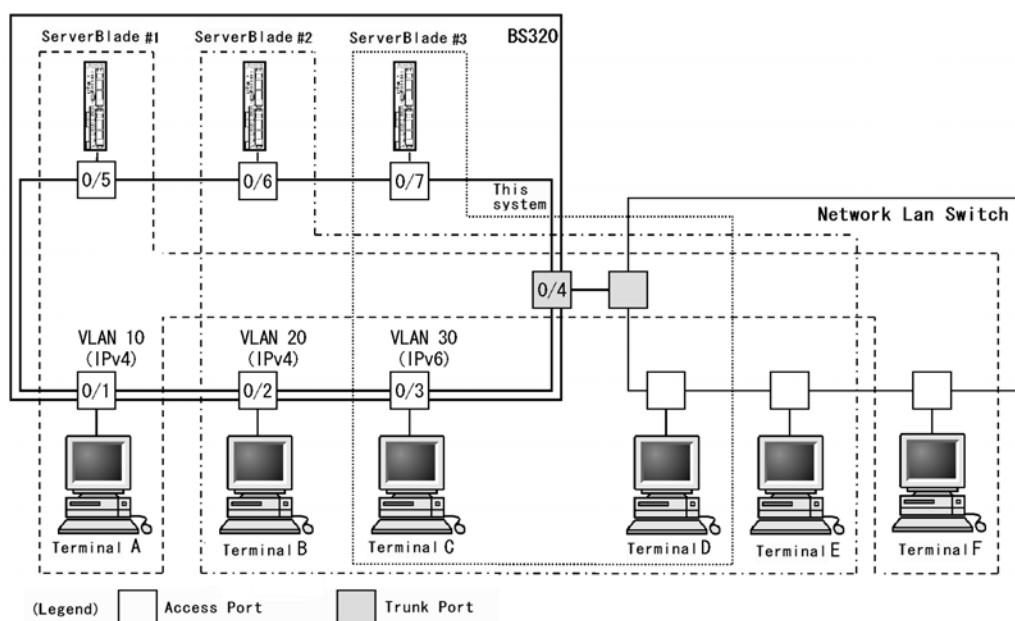 ServerBlade #1
ServerBlade #2
ServerBlade #3
BS320
0/5
0/6
0/7
This
system
Network Lan Switch
0/4
VLAN 10
(IPv4)
VLAN 20
(IPv4)
VLAN 30
(IPv6)
0/1
0/2
0/3
Terminal A
Terminal B
Terminal C
Terminal D
Terminal E
Terminal F
(Legend)
Access Port
Trunk Port